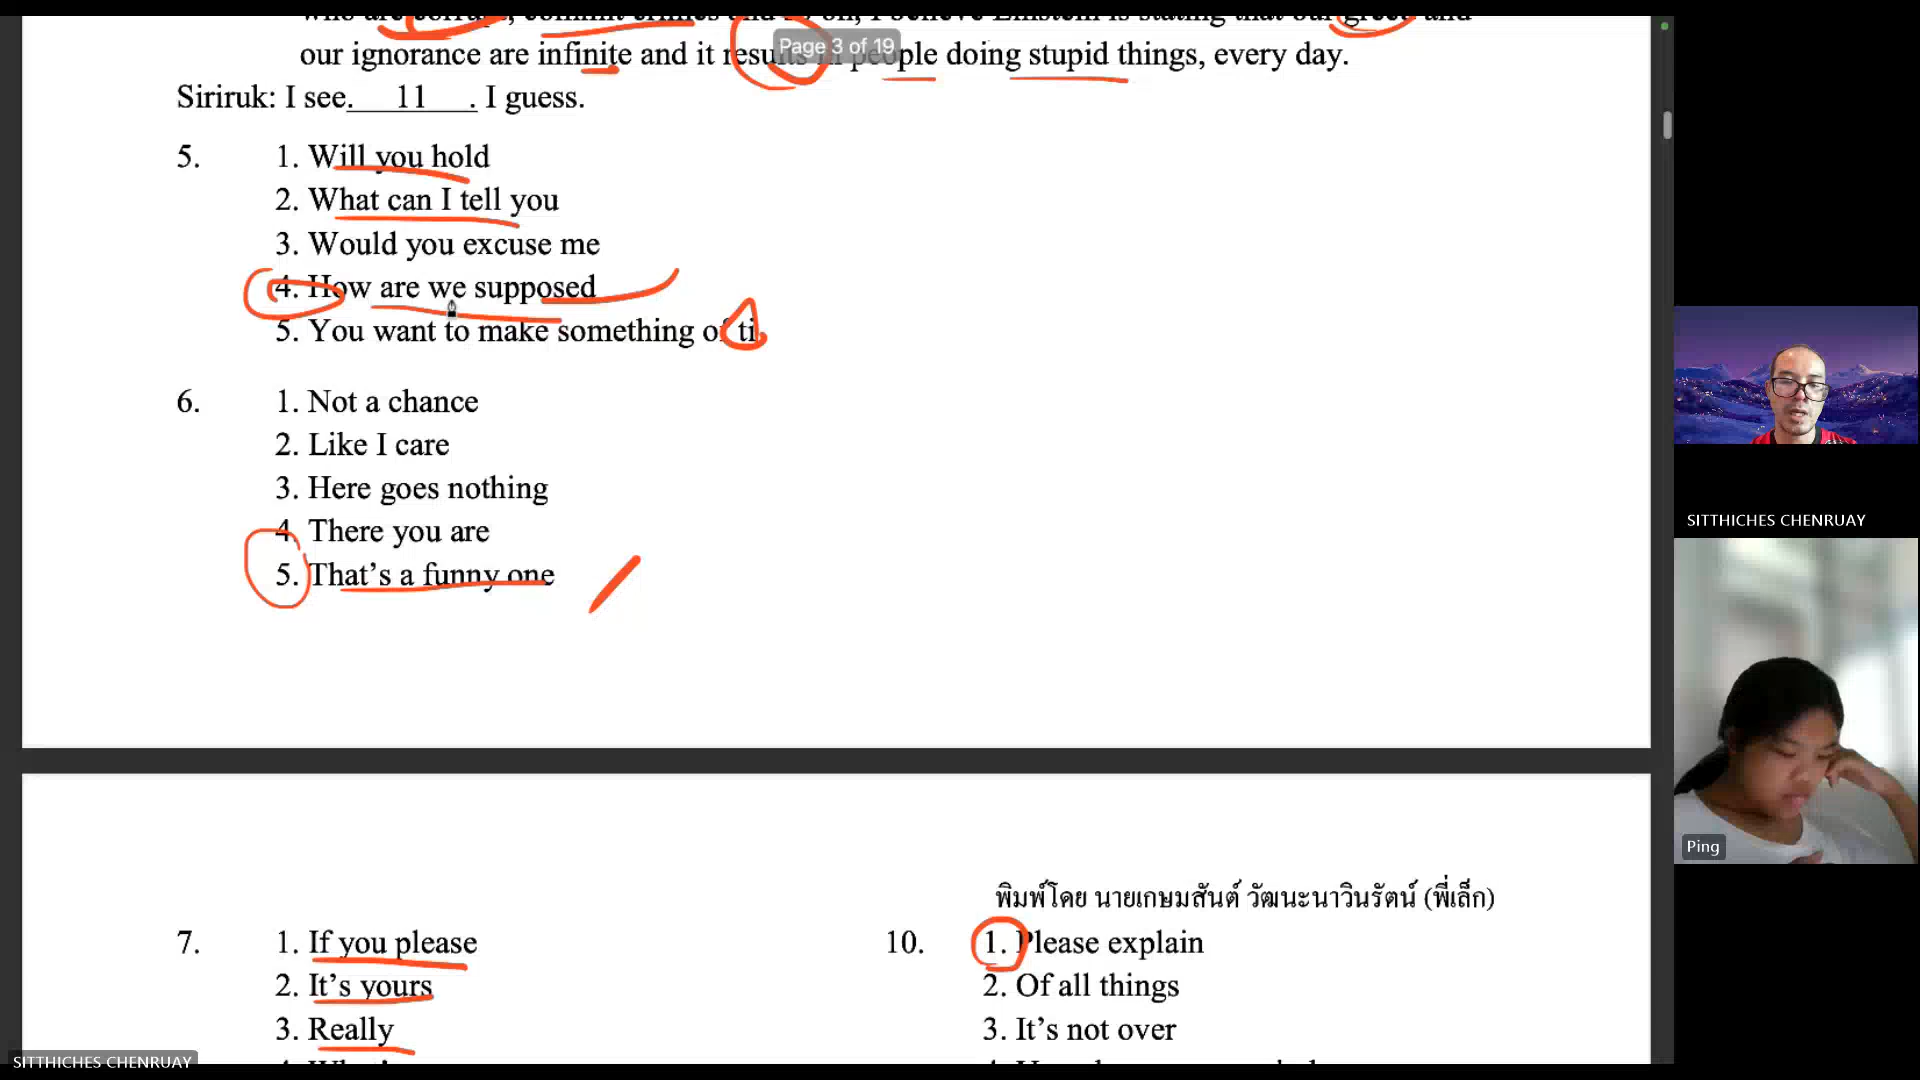 our ignorance are infinite and it results in people doing stupid things, every day.
Page 3 of 19
Siriruk: I see. 11 . I guess.
5. 1. Will you hold
2. What can I tell you
3. Would you excuse me
4. How are we supposed
5. You want to make something of ti
6. 1. Not a chance
2. Like I care
3. Here goes nothing
4. There you are
5. That's a funny one
พิมพ์โดย นายเกษมสันต์ วัฒนะนาวินรัตน์ (พี่เล็ก)
7. 1. If you please
2. It's yours
3. Really
10. 1. Please explain
2. Of all things
3. It's not over
SITTHICHES CHENRUAY
Ping
SITTHICHES CHENRUAY